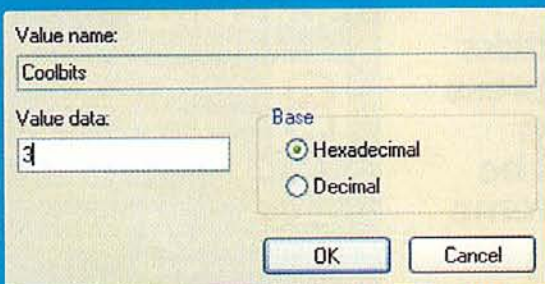 Value name:
Coolbits
Value data:
Base
3
Hexadecimal
Decimal
OK
Cancel